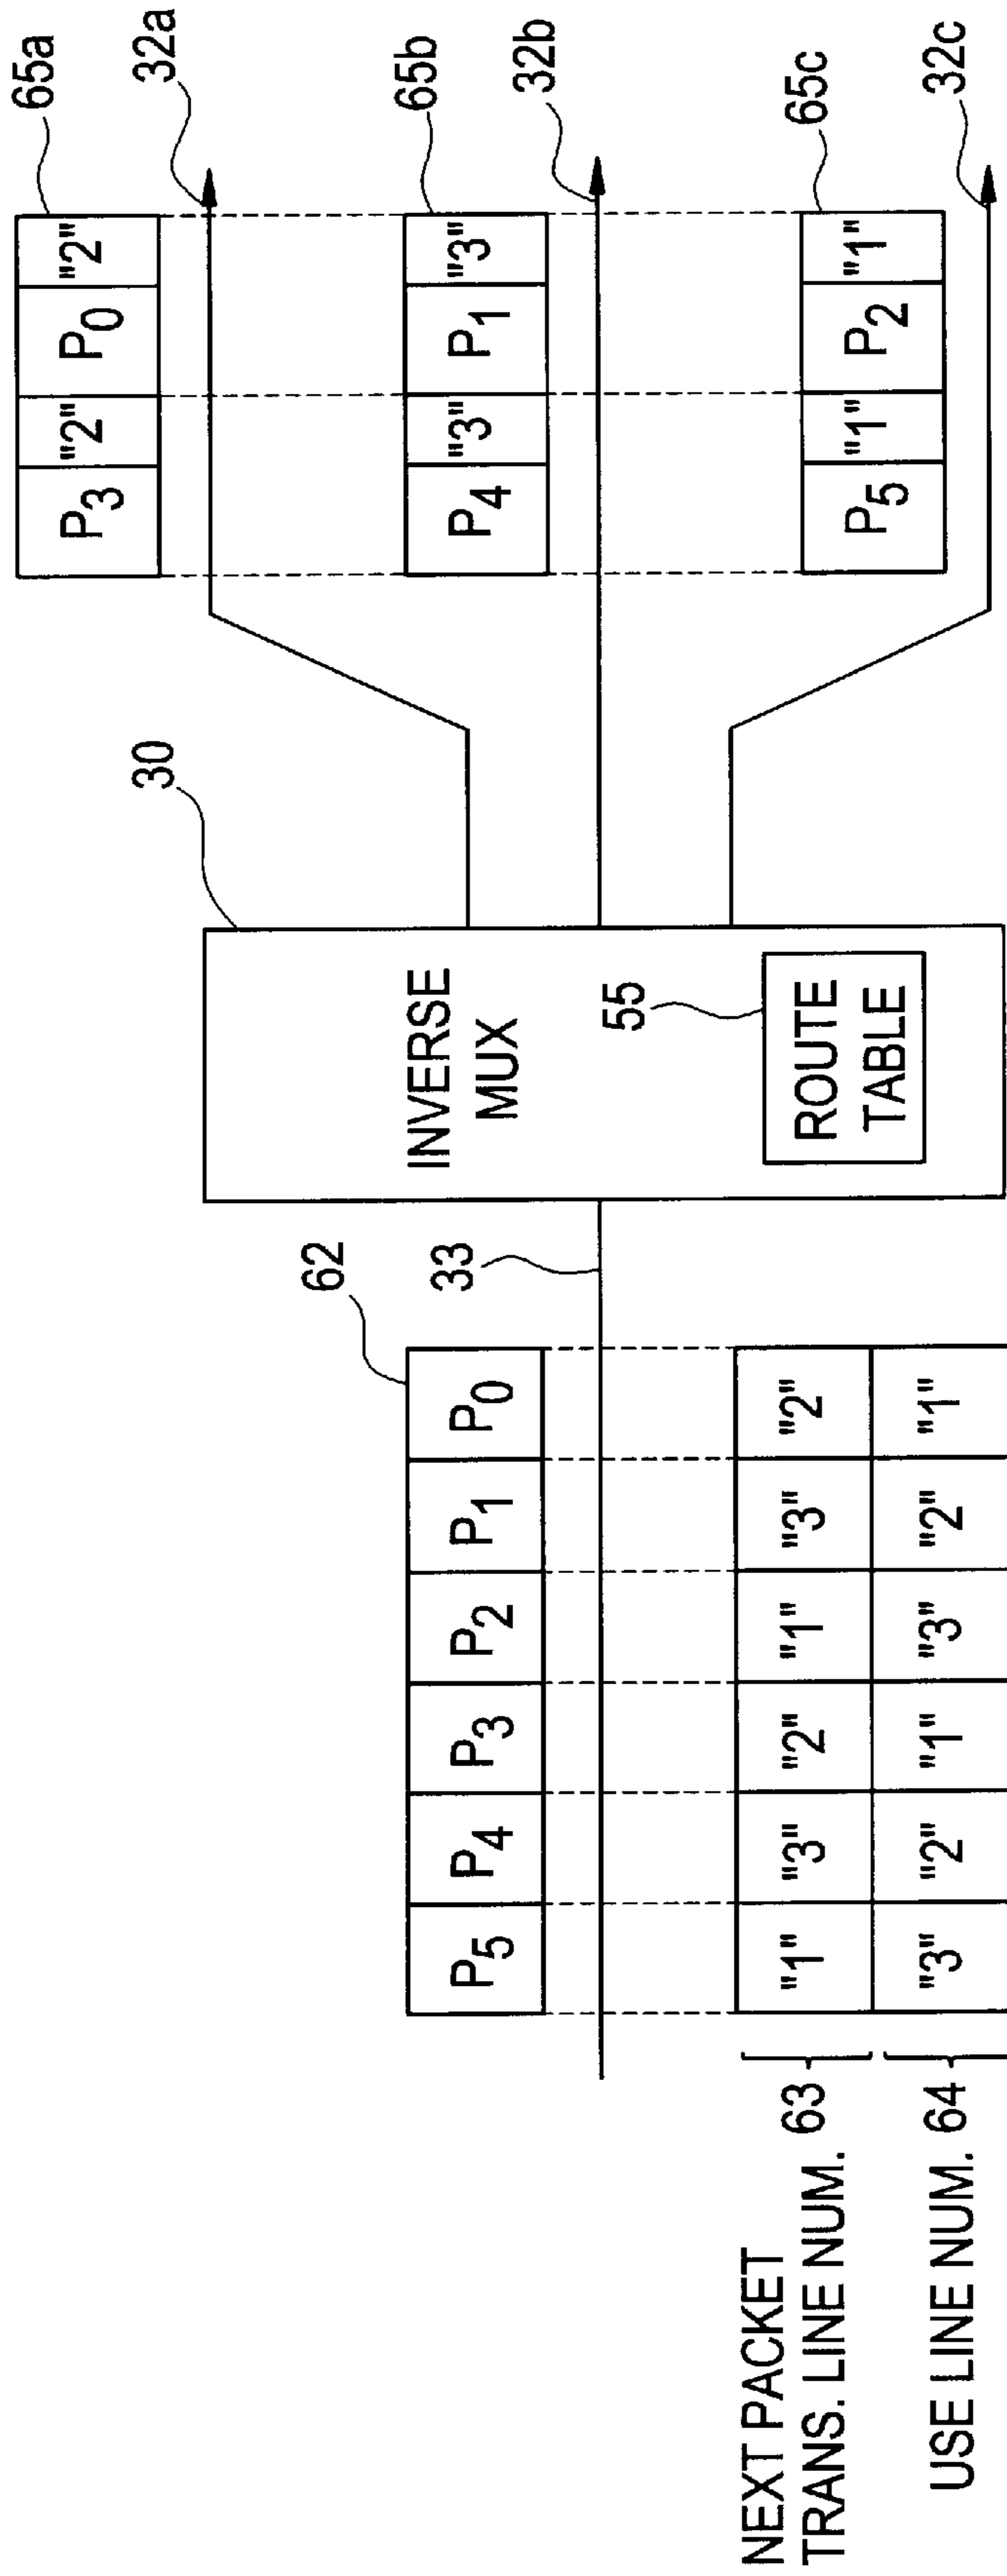 62
P5 P4 P3 P2 P1 P0
33
NEXT PACKET
TRANS. LINE NUM. 63
"1" "3" "2" "1" "3" "2"
USE LINE NUM. 64
"3" "2" "1" "3" "2" "1"
30
INVERSE
MUX
55
ROUTE
TABLE
65a
P3 "2" P0 "2"
32a
65b
P4 "3" P1 "3"
32b
65c
P5 "1" P2 "1"
32c